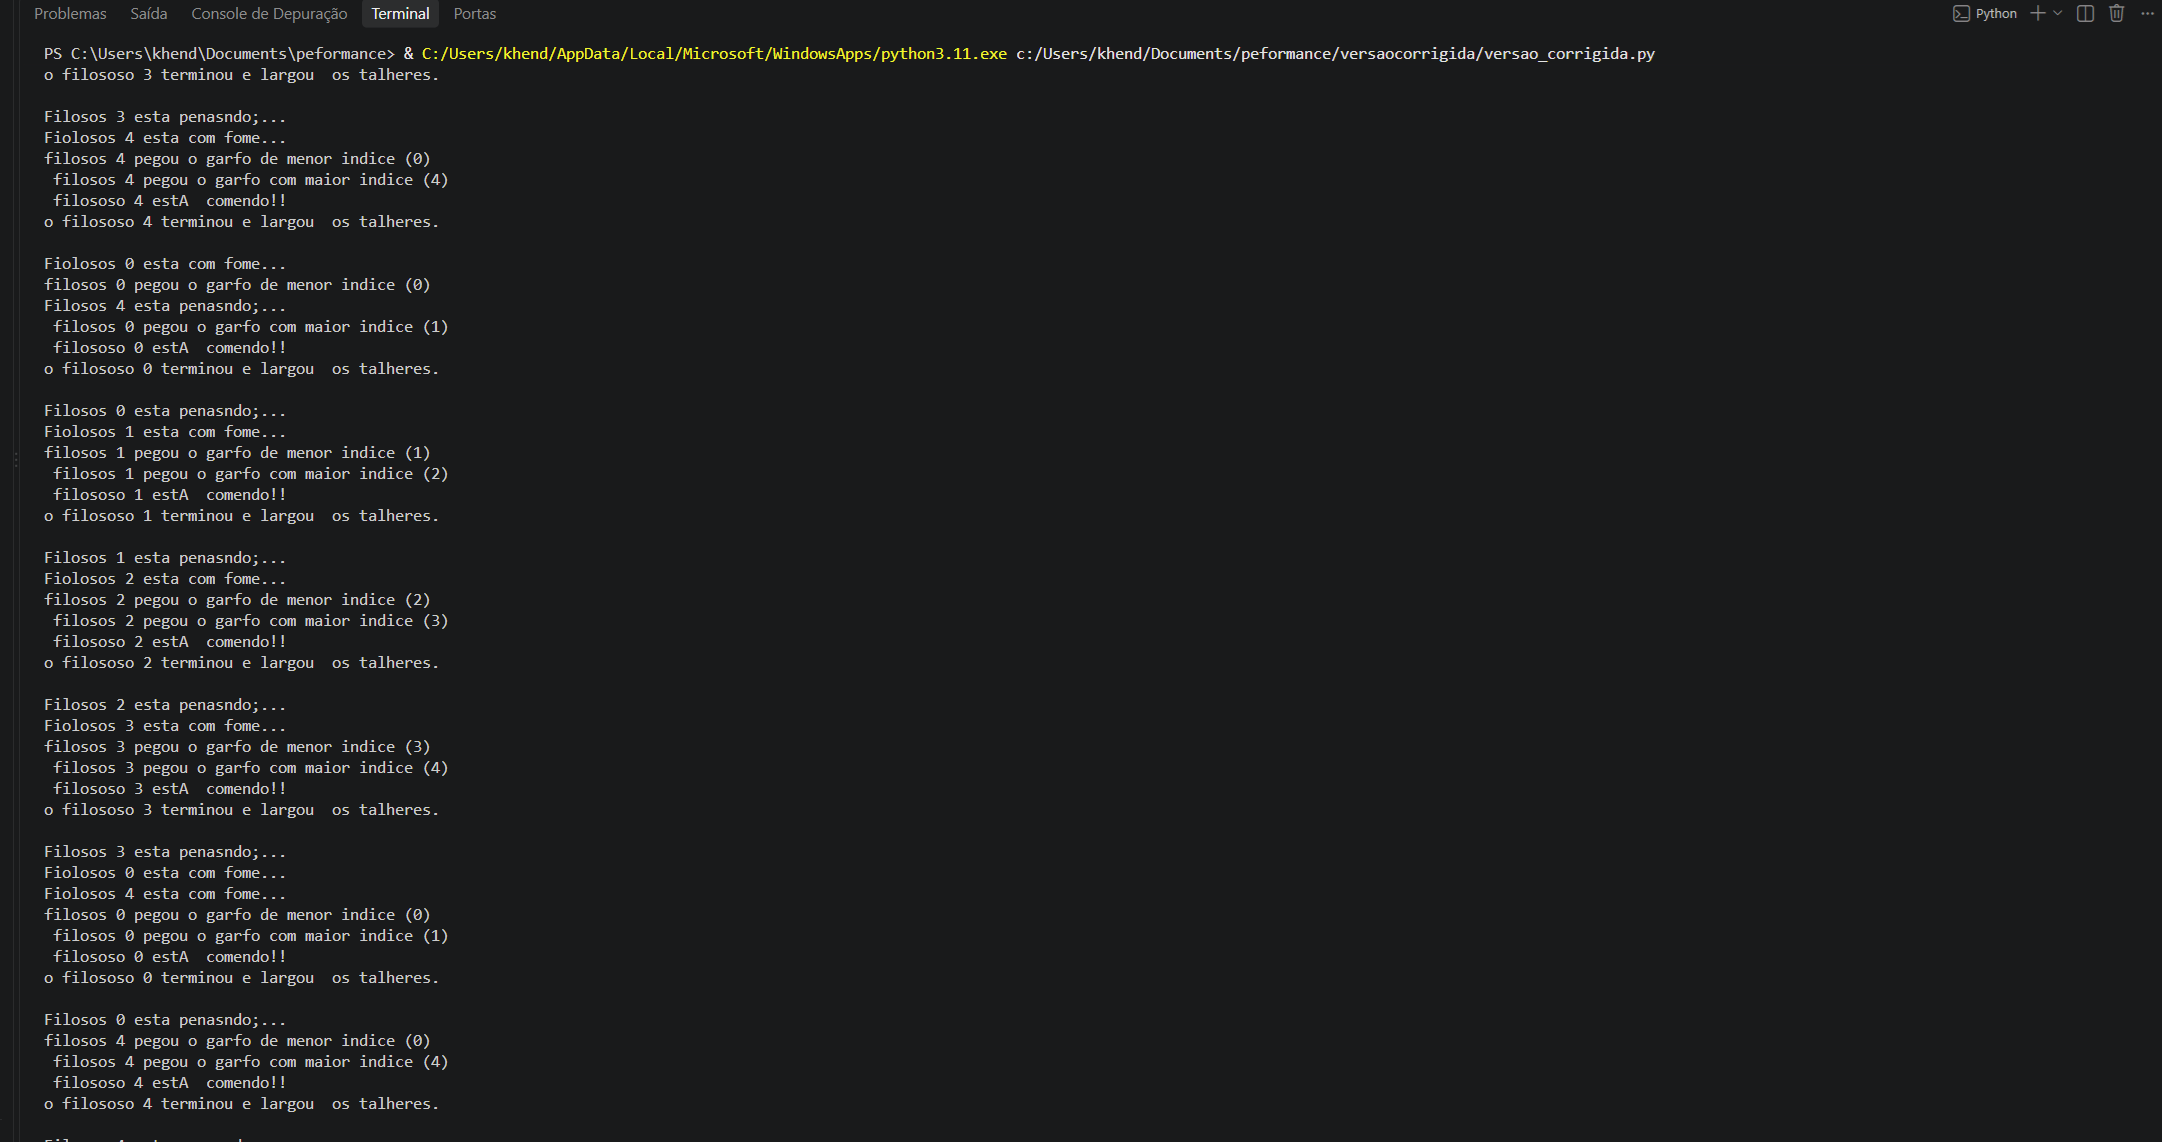 Problemas Saída Console de Depuração Terminal Portas Python
PS C:\Users\khend\Documents\peformance> & C:/Users/khend/AppData/Local/Microsoft/WindowsApps/python3.11.exe c:/Users/khend/Documents/peformance/versaocorrigida/versao_corrigida.py
o filososo 3 terminou e largou  os talheres.
Filosos 3 esta penasndo;...
Fiolosos 4 esta com fome...
filosos 4 pegou o garfo de menor indice (0)
 filosos 4 pegou o garfo com maior indice (4)
 filososo 4 estA  comendo!!
o filososo 4 terminou e largou  os talheres.
Fiolosos 0 esta com fome...
filosos 0 pegou o garfo de menor indice (0)
Filosos 4 esta penasndo;...
 filosos 0 pegou o garfo com maior indice (1)
 filososo 0 estA  comendo!!
o filososo 0 terminou e largou  os talheres.
Filosos 0 esta penasndo;...
Fiolosos 1 esta com fome...
filosos 1 pegou o garfo de menor indice (1)
 filosos 1 pegou o garfo com maior indice (2)
 filososo 1 estA  comendo!!
o filososo 1 terminou e largou  os talheres.
Filosos 1 esta penasndo;...
Fiolosos 2 esta com fome...
filosos 2 pegou o garfo de menor indice (2)
 filosos 2 pegou o garfo com maior indice (3)
 filososo 2 estA  comendo!!
o filososo 2 terminou e largou  os talheres.
Filosos 2 esta penasndo;...
Fiolosos 3 esta com fome...
filosos 3 pegou o garfo de menor indice (3)
 filosos 3 pegou o garfo com maior indice (4)
 filososo 3 estA  comendo!!
o filososo 3 terminou e largou  os talheres.
Filosos 3 esta penasndo;...
Fiolosos 0 esta com fome...
Fiolosos 4 esta com fome...
filosos 0 pegou o garfo de menor indice (0)
 filosos 0 pegou o garfo com maior indice (1)
 filososo 0 estA  comendo!!
o filososo 0 terminou e largou  os talheres.
Filosos 0 esta penasndo;...
filosos 4 pegou o garfo de menor indice (0)
 filosos 4 pegou o garfo com maior indice (4)
 filososo 4 estA  comendo!!
o filososo 4 terminou e largou  os talheres.